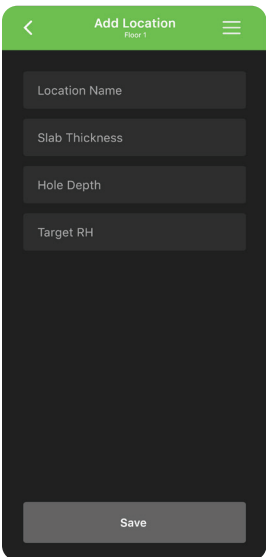 Add Location
Floor 1
Location Name
Slab Thickness
Hole Depth
Target RH
Save